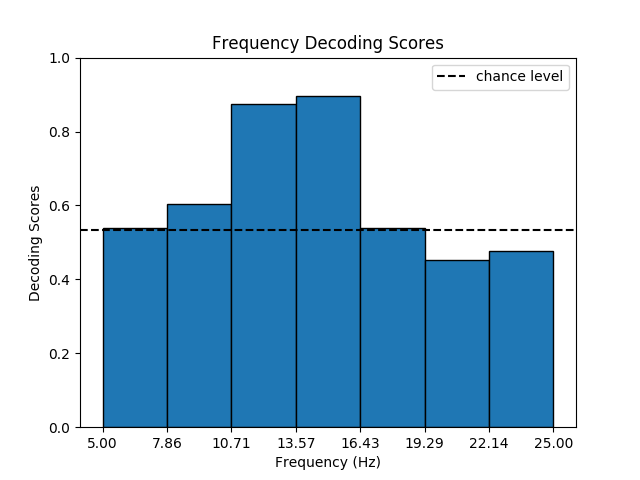 Frequency Decoding Scores
chance level
1.0
0.8
0.6
0.4
0.2
0.0
Decoding Scores
5.00 7.86 10.71 13.57 16.43 19.29 22.14 25.00
Frequency (Hz)